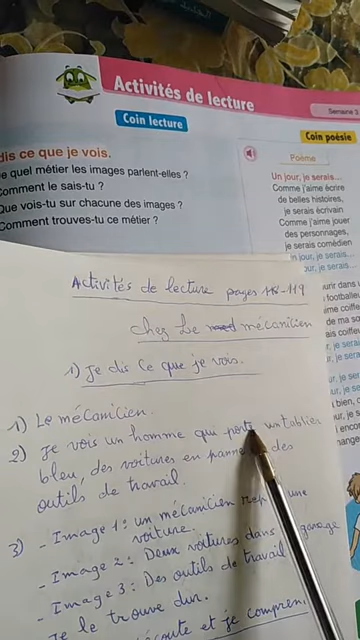 Activités de lecture
Semaine 3
Coin lecture
Coin poésie
dis ce que je vois.
e quel métier les images parlent-elles ?
Comment le sais-tu ?
Que vois-tu sur chacune des images ?
Comment trouves-tu ce métier ?
Poème
Un jour, je serais...
Comme j'aime écrire
de belles histoires,
je serais écrivain
Comme j'aime jouer
des personnages,
je serais comédien
n jour, je serais...
Activités de lecture pages 118-119
chez Le mécanicien
1) Je dis ce que je vois.
1) Le mécanicien.
2) Je vois un homme qui porte un tablier
bleu, des voitures en panne des
outils de travail.
3) - Image 1 : un mécanicien une
voiture.
- Image 2 : Deux voitures dans garage
- Image 3 : Des outils de travail
Je le trouve dur.
écoute et je compren.